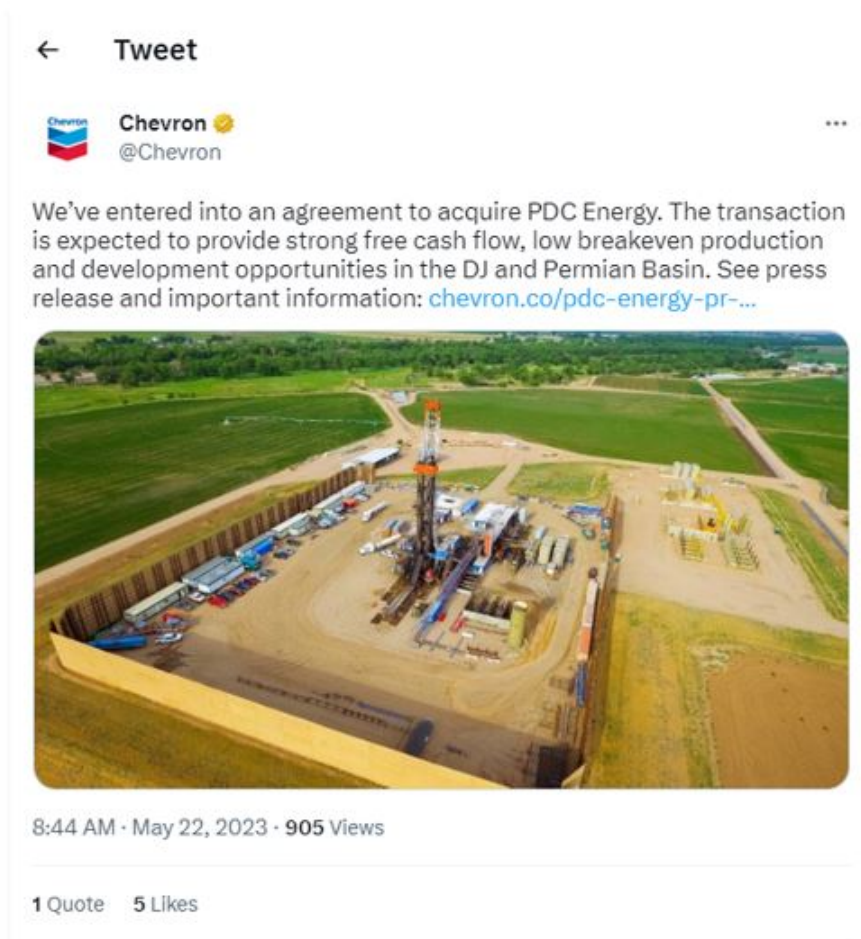 ← Tweet
Chevron
Chevron
@Chevron
We’ve entered into an agreement to acquire PDC Energy. The transaction
is expected to provide strong free cash flow, low breakeven production
and development opportunities in the DJ and Permian Basin. See press
release and important information: chevron.co/pdc-energy-pr-...
8:44 AM · May 22, 2023 · 905 Views
1 Quote 5 Likes